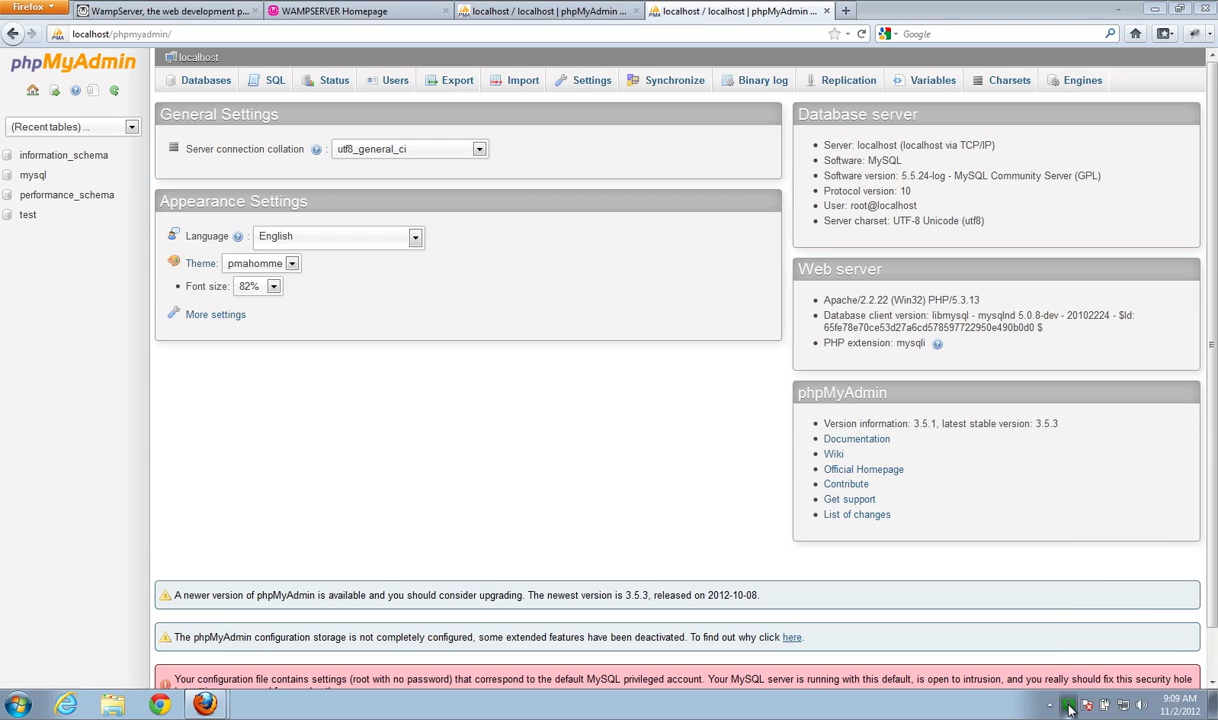 Firefox
WampServer, the web development p...
WAMPSERVER Homepage
localhost / localhost | phpMyAdmin ...
localhost / localhost | phpMyAdmin ...
localhost/phpmyadmin/
Google
phpMyAdmin
(Recent tables) ...
information_schema
mysql
performance_schema
test
localhost
Databases
SQL
Status
Users
Export
Import
Settings
Synchronize
Binary log
Replication
Variables
Charsets
Engines
General Settings
Server connection collation : utf8_general_ci
Appearance Settings
Language : English
Theme: pmahomme
Font size: 82%
More settings
Database server
Server: localhost (localhost via TCP/IP)
Software: MySQL
Software version: 5.5.24-log - MySQL Community Server (GPL)
Protocol version: 10
User: root@localhost
Server charset: UTF-8 Unicode (utf8)
Web server
Apache/2.2.22 (Win32) PHP/5.3.13
Database client version: libmysql - mysqlnd 5.0.8-dev - 20102224 - $Id:
65fe78e70ce53d27a6cd578597722950e490b0d0 $
PHP extension: mysqli
phpMyAdmin
Version information: 3.5.1, latest stable version: 3.5.3
Documentation
Wiki
Official Homepage
Contribute
Get support
List of changes
A newer version of phpMyAdmin is available and you should consider upgrading. The newest version is 3.5.3, released on 2012-10-08.
The phpMyAdmin configuration storage is not completely configured, some extended features have been deactivated. To find out why click here.
Your configuration file contains settings (root with no password) that correspond to the default MySQL privileged account. Your MySQL server is running with this default, is open to intrusion, and you really should fix this security hole
9:09 AM
11/2/2012